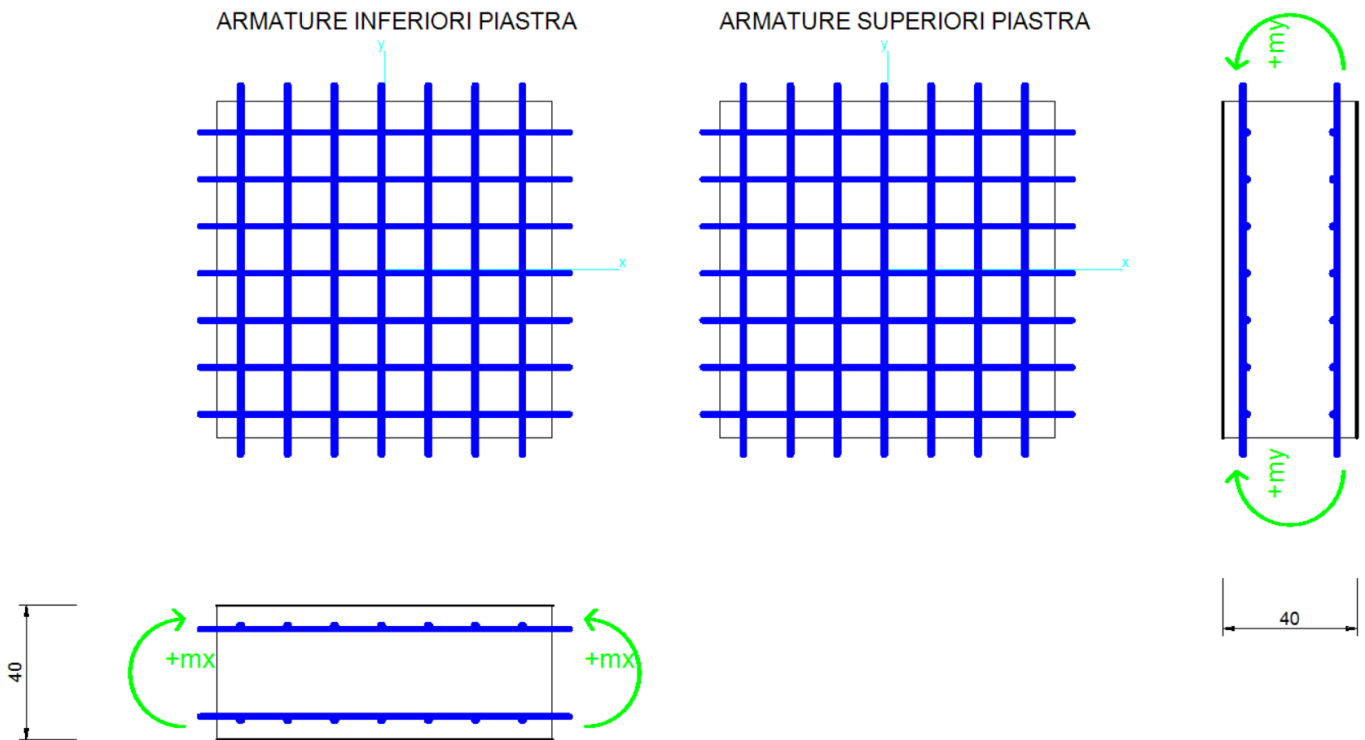 ARMATURE INFERIORI PIASTRA
ARMATURE SUPERIORI PIASTRA
y
y
+my
x
x
+my
40
+mx
+mx
40